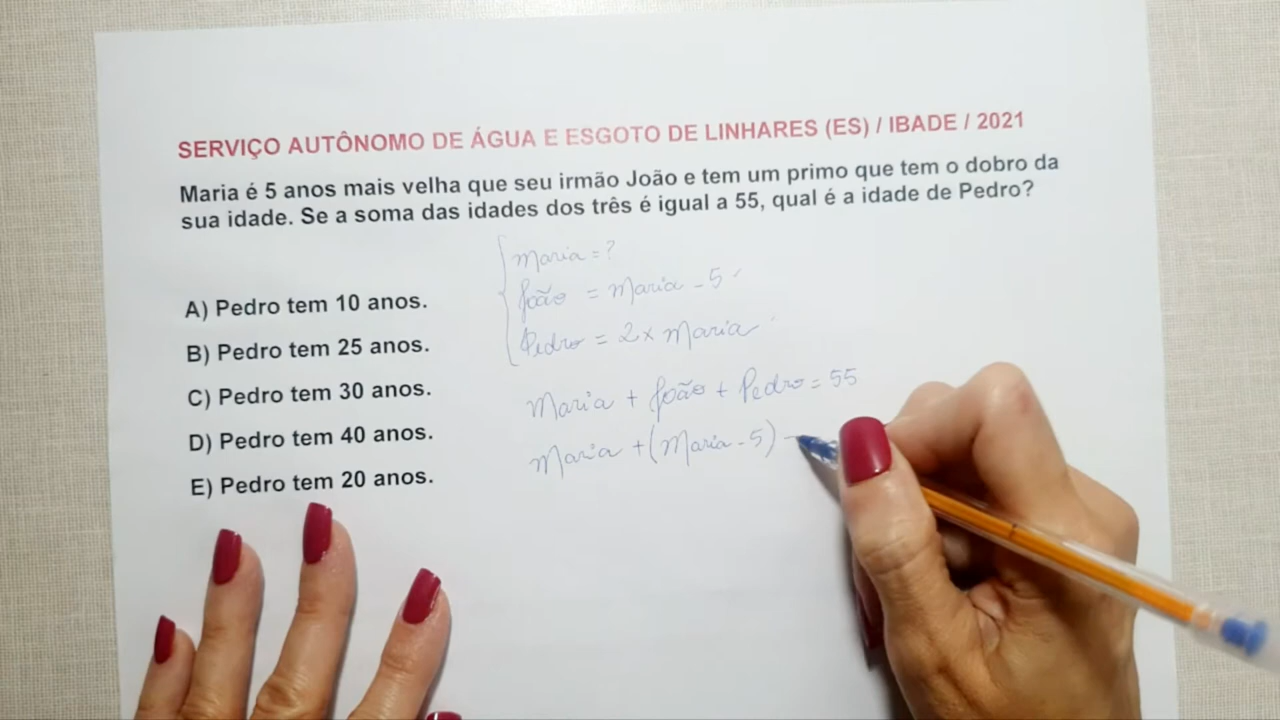 SERVIÇO AUTÔNOMO DE ÁGUA E ESGOTO DE LINHARES (ES) / IBADE / 2021
Maria é 5 anos mais velha que seu irmão João e tem um primo que tem o dobro da
sua idade. Se a soma das idades dos três é igual a 55, qual é a idade de Pedro?
A) Pedro tem 10 anos.
B) Pedro tem 25 anos.
C) Pedro tem 30 anos.
D) Pedro tem 40 anos.
E) Pedro tem 20 anos.
Maria = ?
João = Maria - 5
Pedro = 2 x Maria
Maria + João + Pedro = 55
Maria + (Maria - 5) -